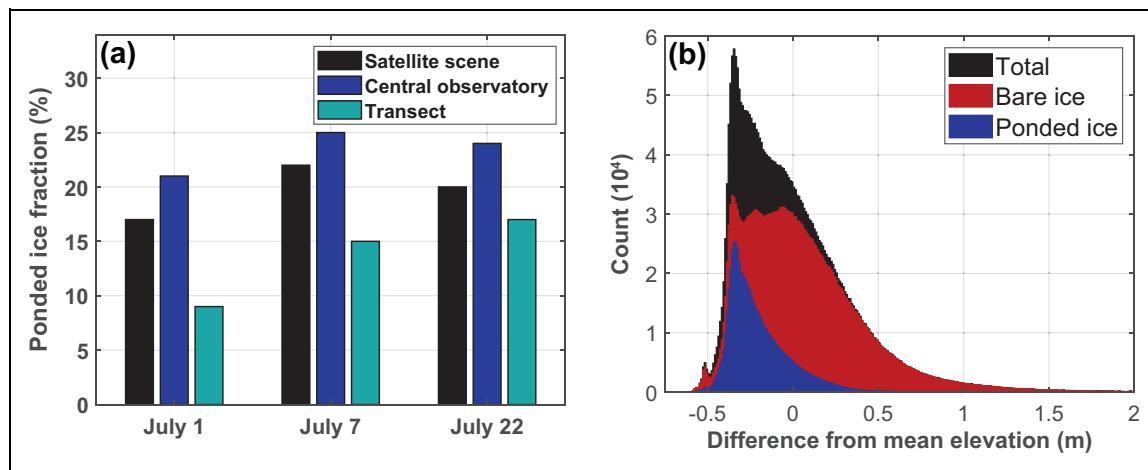 (a)
Satellite scene
Central observatory
Transect
Ponded ice fraction (%)
30
25
20
15
10
5
0
July 1
July 7
July 22
(b)
Total
Bare ice
Ponded ice
Count (10⁴)
6
5
4
3
2
1
0
-0.5
0
0.5
1
1.5
2
Difference from mean elevation (m)